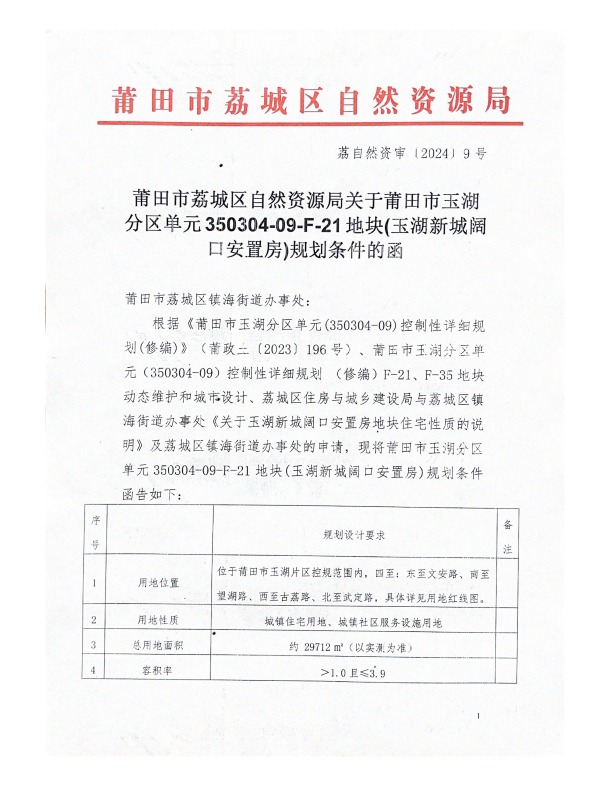 莆田市荔城区自然资源局
荔自然资审〔2024〕9号
莆田市荔城区自然资源局关于莆田市玉湖
分区单元350304-09-F-21地块(玉湖新城阔
口安置房)规划条件的函
莆田市荔城区镇海街道办事处：
根据《莆田市玉湖分区单元(350304-09)控制性详细规
划(修编)》（莆政土〔2023〕196号）、莆田市玉湖分区单
元（350304-09）控制性详细规划 （修编）F-21、F-35地块
动态维护和城市设计、荔城区住房与城乡建设局与荔城区镇
海街道办事处《关于玉湖新城阔口安置房地块住宅性质的说
明》及荔城区镇海街道办事处的申请，现将莆田市玉湖分区
单元350304-09-F-21地块(玉湖新城阔口安置房)规划条件
函告如下：
序号 规划设计要求 备注
1 用地位置 位于莆田市玉湖片区控规范围内，四至：东至文安路、南至
望湖路、西至古荔路、北至武定路，具体详见用地红线图。
2 用地性质 城镇住宅用地、城镇社区服务设施用地
3 总用地面积 约 29712㎡（以实测为准）
4 容积率 >1.0且≤3.9
1